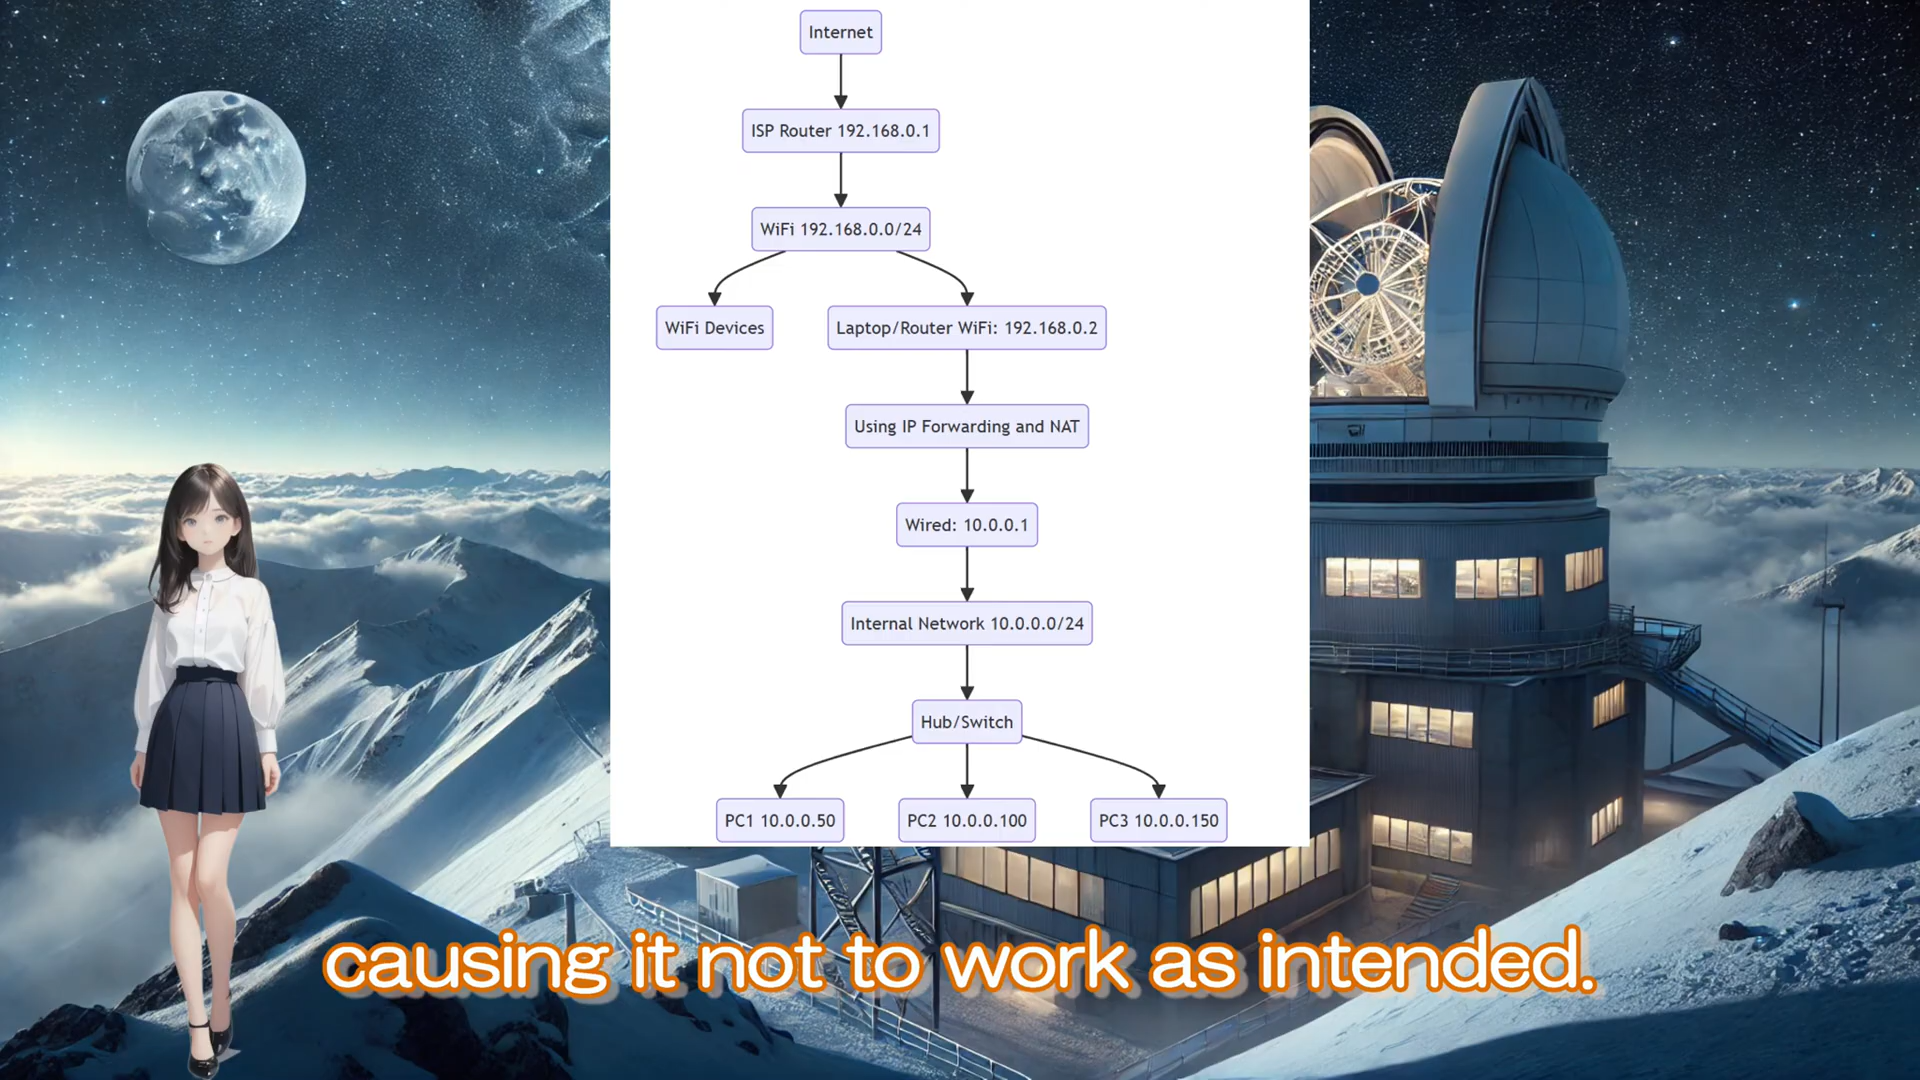 Internet
ISP Router 192.168.0.1
WiFi 192.168.0.0/24
WiFi Devices
Laptop/Router WiFi: 192.168.0.2
Using IP Forwarding and NAT
Wired: 10.0.0.1
Internal Network 10.0.0.0/24
Hub/Switch
PC1 10.0.0.50
PC2 10.0.0.100
PC3 10.0.0.150
causing it not to work as intended.